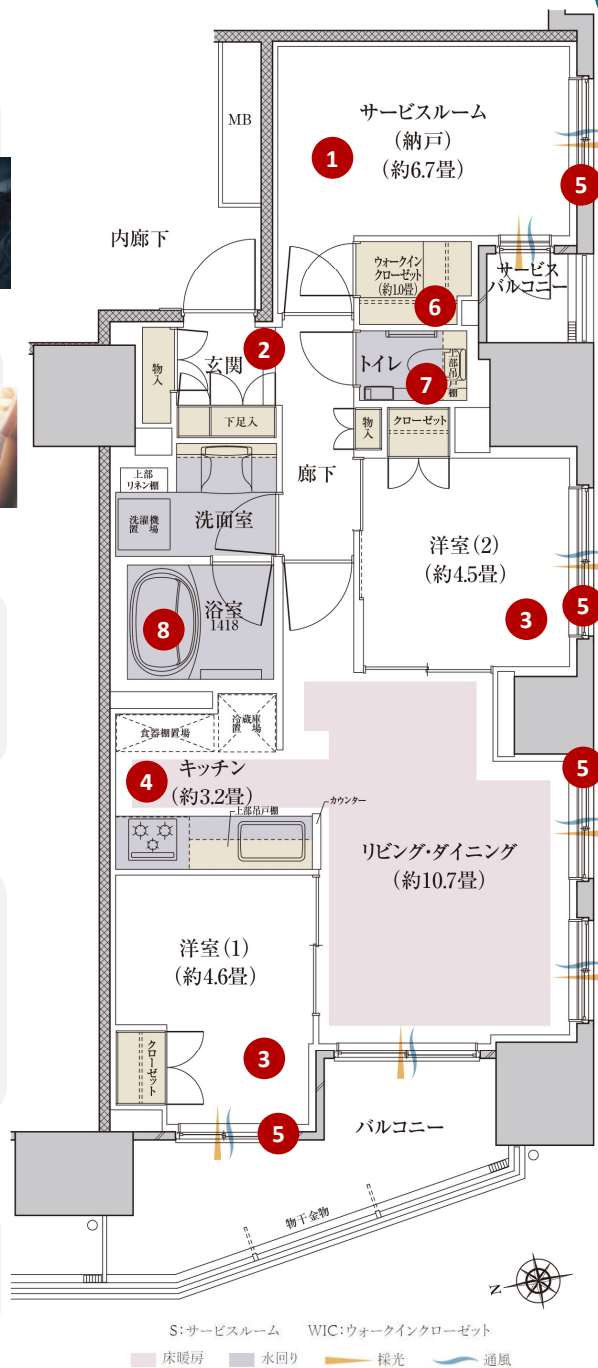 サービスルーム
(納戸)
(約6.7畳)
MB
1
5
内廊下
ウォークイン
クローゼット
(約1.0畳)
サービス
バルコニー
6
玄関
2
物入
トイレ
上部吊戸棚
7
下足入
物入
クローゼット
上部
リネン棚
廊下
洗濯機
置場
洗面室
洋室(2)
(約4.5畳)
浴室
1418
8
3
5
食器棚置場
冷蔵庫
置場
4
キッチン
(約3.2畳)
5
上部吊戸棚
カウンター
リビング・ダイニング
(約10.7畳)
洋室(1)
(約4.6畳)
クローゼット
3
5
バルコニー
物干金物
N
S:サービスルーム WIC:ウォークインクローゼット
床暖房 水回り 採光 通風